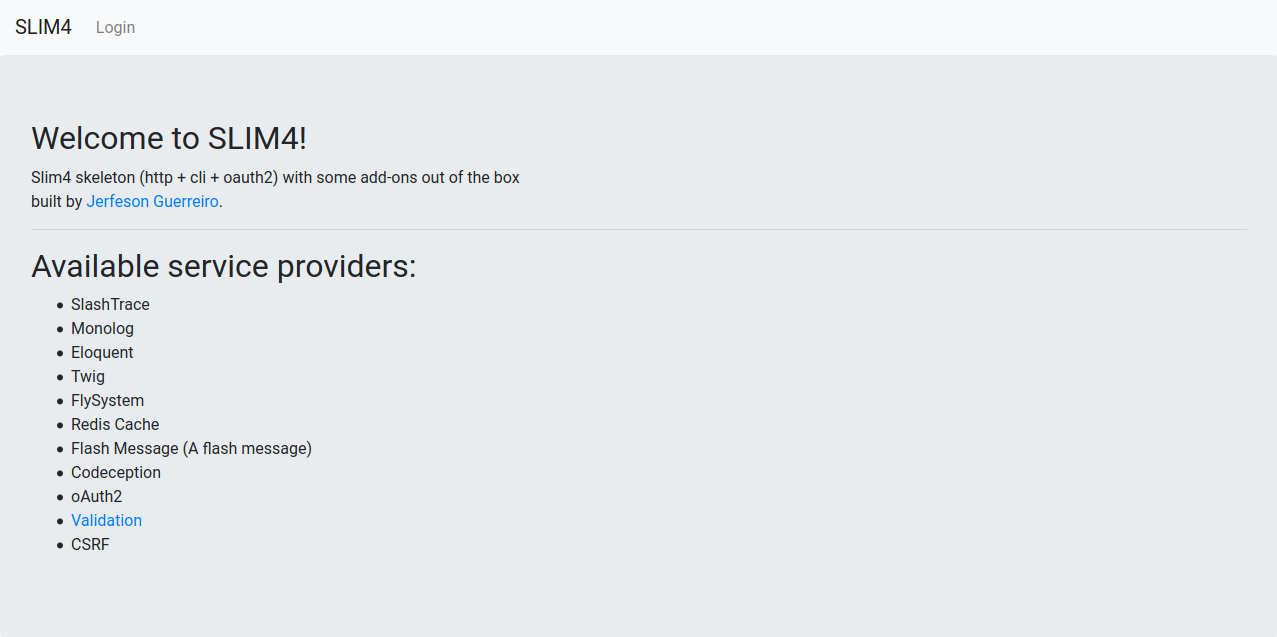 SLIM4 Login
Welcome to SLIM4!
Slim4 skeleton (http + cli + oauth2) with some add-ons out of the box
built by Jerfeson Guerreiro.
Available service providers:
SlashTrace
Monolog
Eloquent
Twig
FlySystem
Redis Cache
Flash Message (A flash message)
Codeception
oAuth2
Validation
CSRF